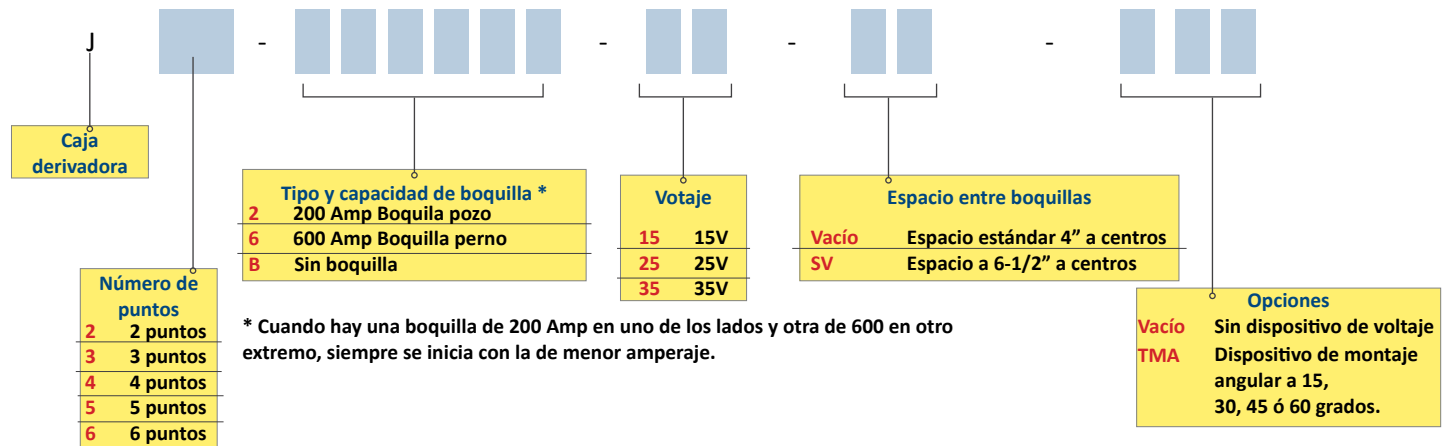 J - - - -
Caja
derivadora
Número de
puntos
2 2 puntos
3 3 puntos
4 4 puntos
5 5 puntos
6 6 puntos
Tipo y capacidad de boquilla *
2 200 Amp Boquila pozo
6 600 Amp Boquilla perno
B Sin boquilla
* Cuando hay una boquilla de 200 Amp en uno de los lados y otra de 600 en otro
extremo, siempre se inicia con la de menor amperaje.
Votaje
15 15V
25 25V
35 35V
Espacio entre boquillas
Vacío Espacio estándar 4” a centros
SV Espacio a 6-1/2” a centros
Opciones
Vacío Sin dispositivo de voltaje
TMA Dispositivo de montaje
angular a 15,
30, 45 ó 60 grados.